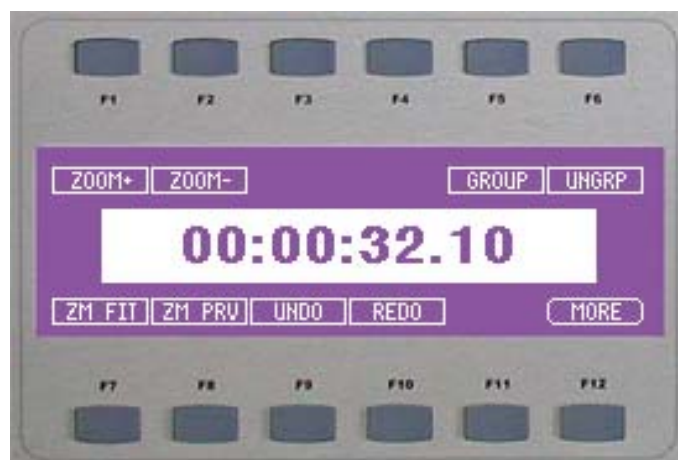 F1 F2 F3 F4 F5 F6
ZOOM+ ZOOM- GROUP UNGRP
00:00:32.10
ZM FIT ZM PRV UNDO REDO MORE
F7 F8 F9 F10 F11 F12